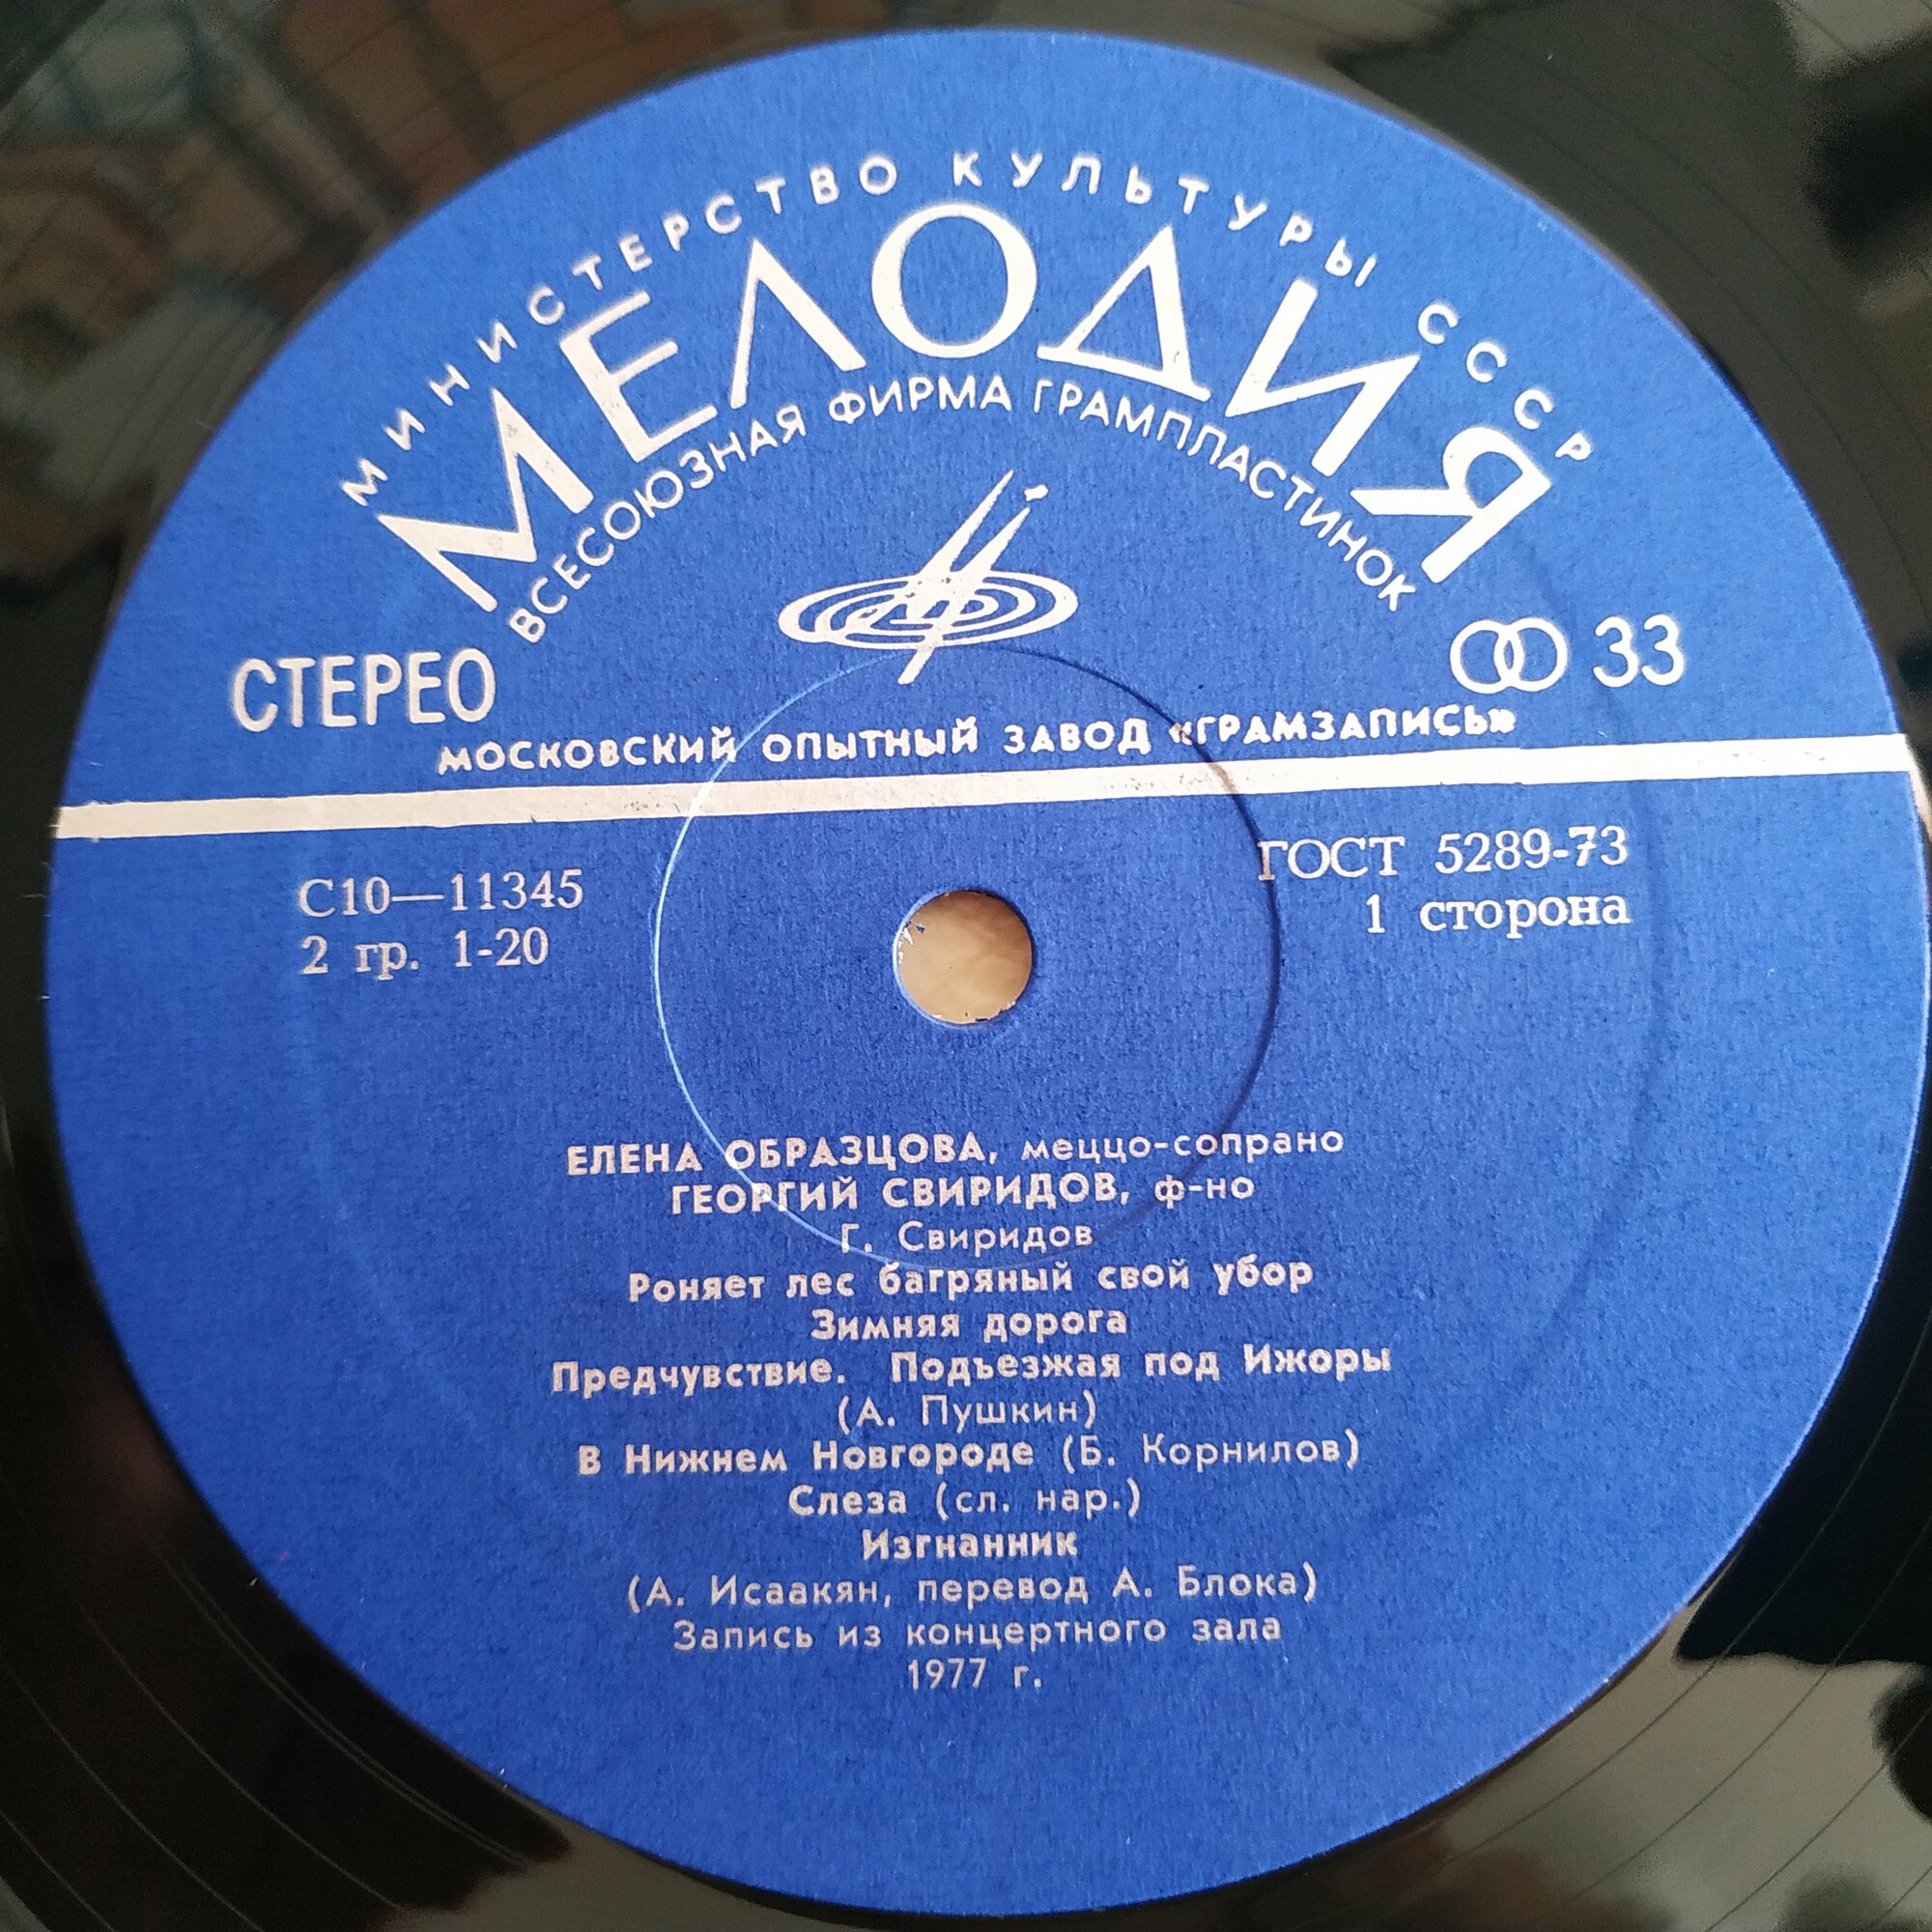 МИНИСТЕРСТВО КУЛЬТУРЫ СССР
МЕЛОДИЯ
ВСЕСОЮЗНАЯ ФИРМА ГРАМПЛАСТИНОК
СТЕРЕО
33
МОСКОВСКИЙ ОПЫТНЫЙ ЗАВОД «ГРАМЗАПИСЬ»
С10—11345
2 гр. 1-20
ГОСТ 5289-73
1 сторона
ЕЛЕНА ОБРАЗЦОВА, меццо-сопрано
ГЕОРГИЙ СВИРИДОВ, ф-но
Г. Свиридов
Роняет лес багряный свой убор
Зимняя дорога
Предчувствие. Подъезжая под Ижоры
(А. Пушкин)
В Нижнем Новгороде (Б. Корнилов)
Слеза (сл. нар.)
Изгнанник
(А. Исаакян, перевод А. Блока)
Запись из концертного зала
1977 г.